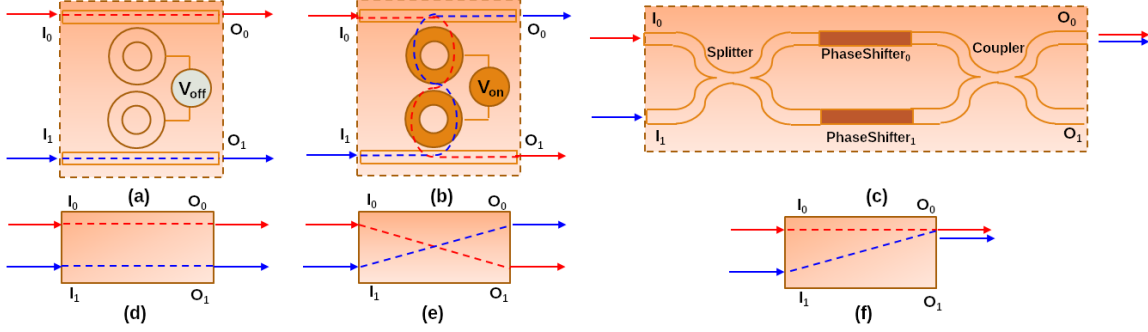 I0 O0
Voff
I1 O1
(a)
I0 O0
Von
I1 O1
(b)
I0 O0
Splitter PhaseShifter0 Coupler
I1 PhaseShifter1 O1
(c)
I0 O0
I1 O1
(d)
I0 O0
I1 O1
(e)
I0 O0
I1 O1
(f)